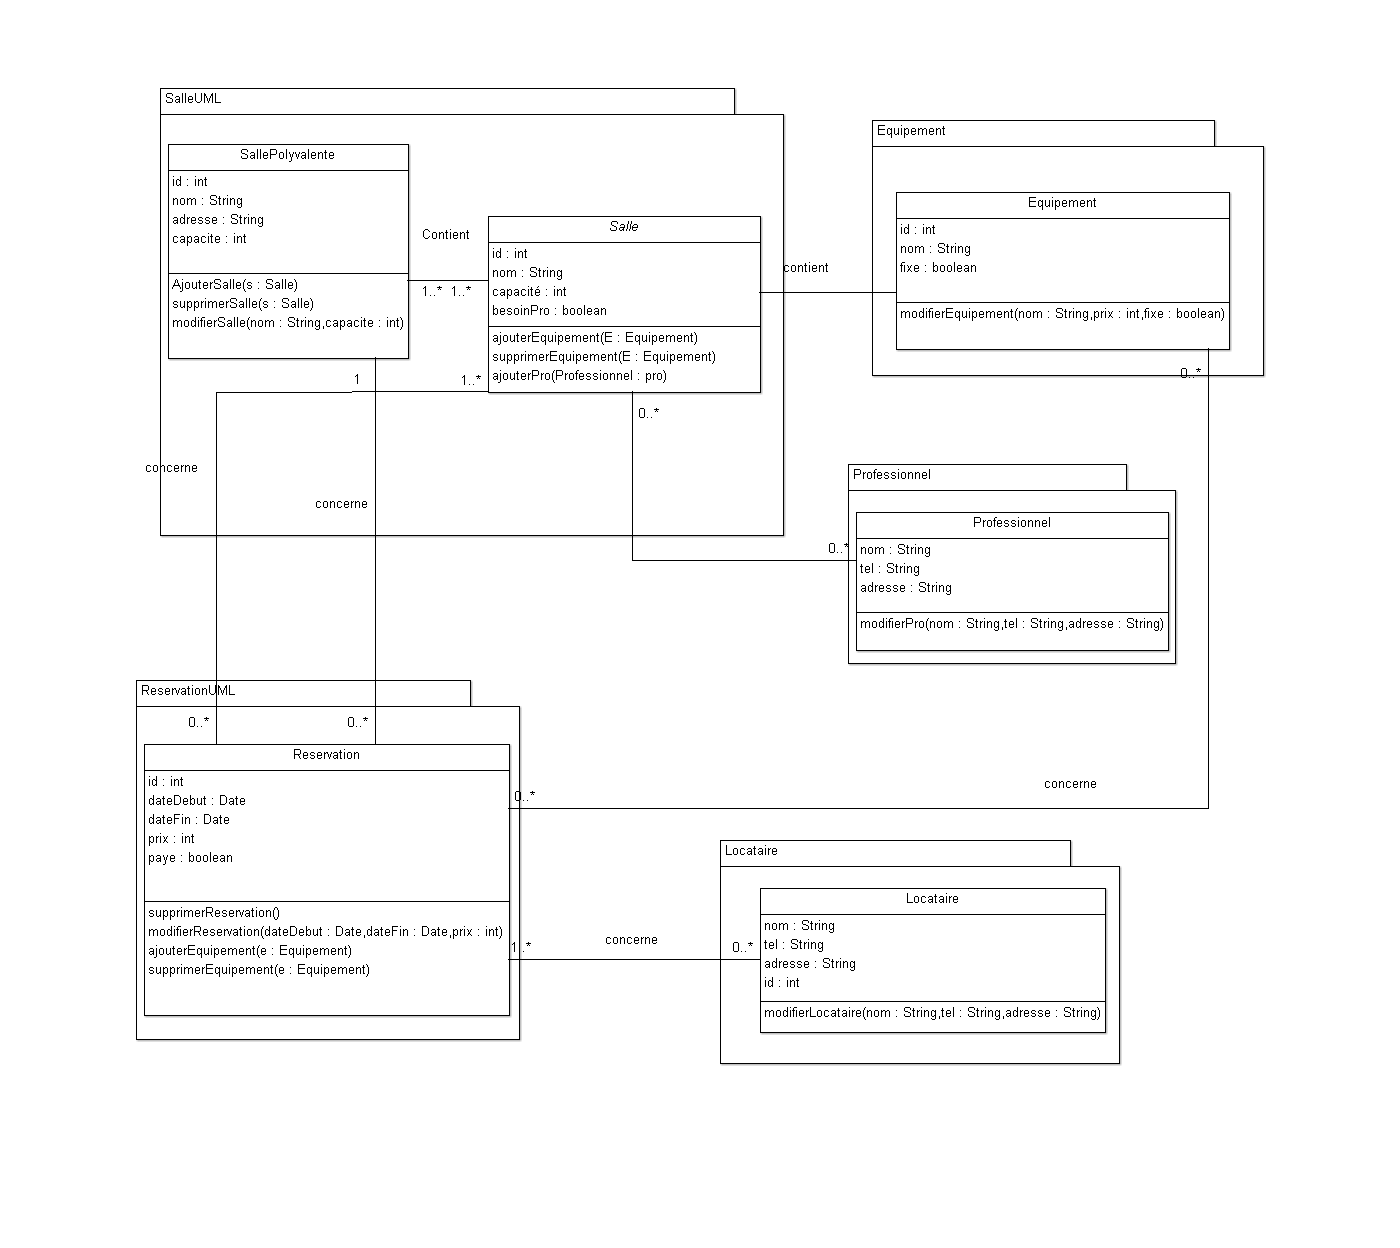 SalleUML
SallePolyvalente
id : int
nom : String
adresse : String
capacite : int
AjouterSalle(s : Salle)
supprimerSalle(s : Salle)
modifierSalle(nom : String,capacite : int)
Contient
1..* 1..*
Salle
id : int
nom : String
capacité : int
besoinPro : boolean
ajouterEquipement(E : Equipement)
supprimerEquipement(E : Equipement)
ajouterPro(Professionnel : pro)
contient
Equipement
Equipement
id : int
nom : String
fixe : boolean
modifierEquipement(nom : String,prix : int,fixe : boolean)
0..*
1
1..*
0..*
concerne
concerne
Professionnel
Professionnel
0..*
nom : String
tel : String
adresse : String
modifierPro(nom : String,tel : String,adresse : String)
ReservationUML
0..*
0..*
Reservation
id : int
dateDebut : Date
dateFin : Date
prix : int
paye : boolean
supprimerReservation()
modifierReservation(dateDebut : Date,dateFin : Date,prix : int)
ajouterEquipement(e : Equipement)
supprimerEquipement(e : Equipement)
0..*
concerne
1..*
concerne
0..*
Locataire
Locataire
nom : String
tel : String
adresse : String
id : int
modifierLocataire(nom : String,tel : String,adresse : String)